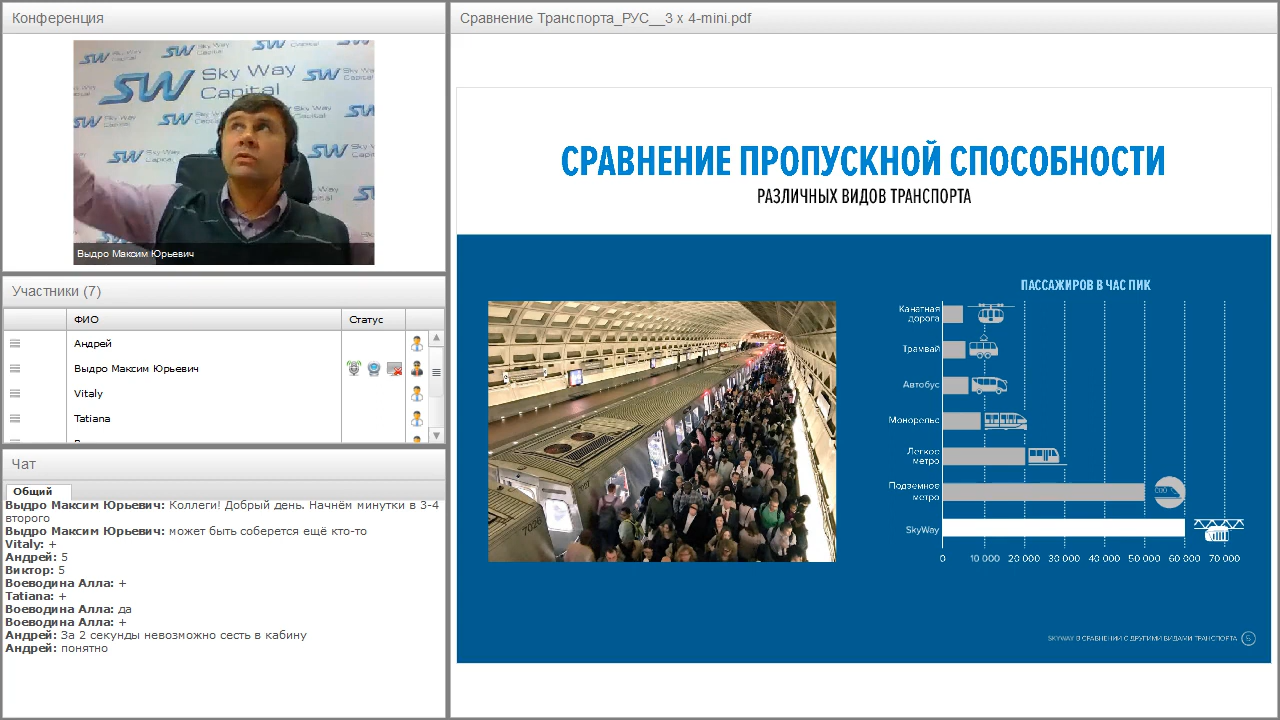 Конференция
SW Sky Way
Capital
Выдро Максим Юрьевич
Участники (7)
ФИО
Статус
Андрей
Выдро Максим Юрьевич
Vitaly
Tatiana
Чат
Общий
Выдро Максим Юрьевич: Коллеги! Добрый день. Начнём минутки в 3-4
второго
Выдро Максим Юрьевич: может быть соберется ещё кто-то
Vitaly: +
Андрей: 5
Виктор: 5
Воеводина Алла: +
Tatiana: +
Воеводина Алла: да
Воеводина Алла: +
Андрей: За 2 секунды невозможно сесть в кабину
Андрей: понятно
Сравнение Транспорта_РУС__3 x 4-mini.pdf
СРАВНЕНИЕ ПРОПУСКНОЙ СПОСОБНОСТИ
РАЗЛИЧНЫХ ВИДОВ ТРАНСПОРТА
7026
ПАССАЖИРОВ В ЧАС ПИК
Канатная
дорога
Трамвай
Автобус
Монорельс
Легкое
метро
Подземное
метро
SkyWay
0 10 000 20 000 30 000 40 000 50 000 60 000 70 000
SKYWAY В СРАВНЕНИИ С ДРУГИМИ ВИДАМИ ТРАНСПОРТА 5